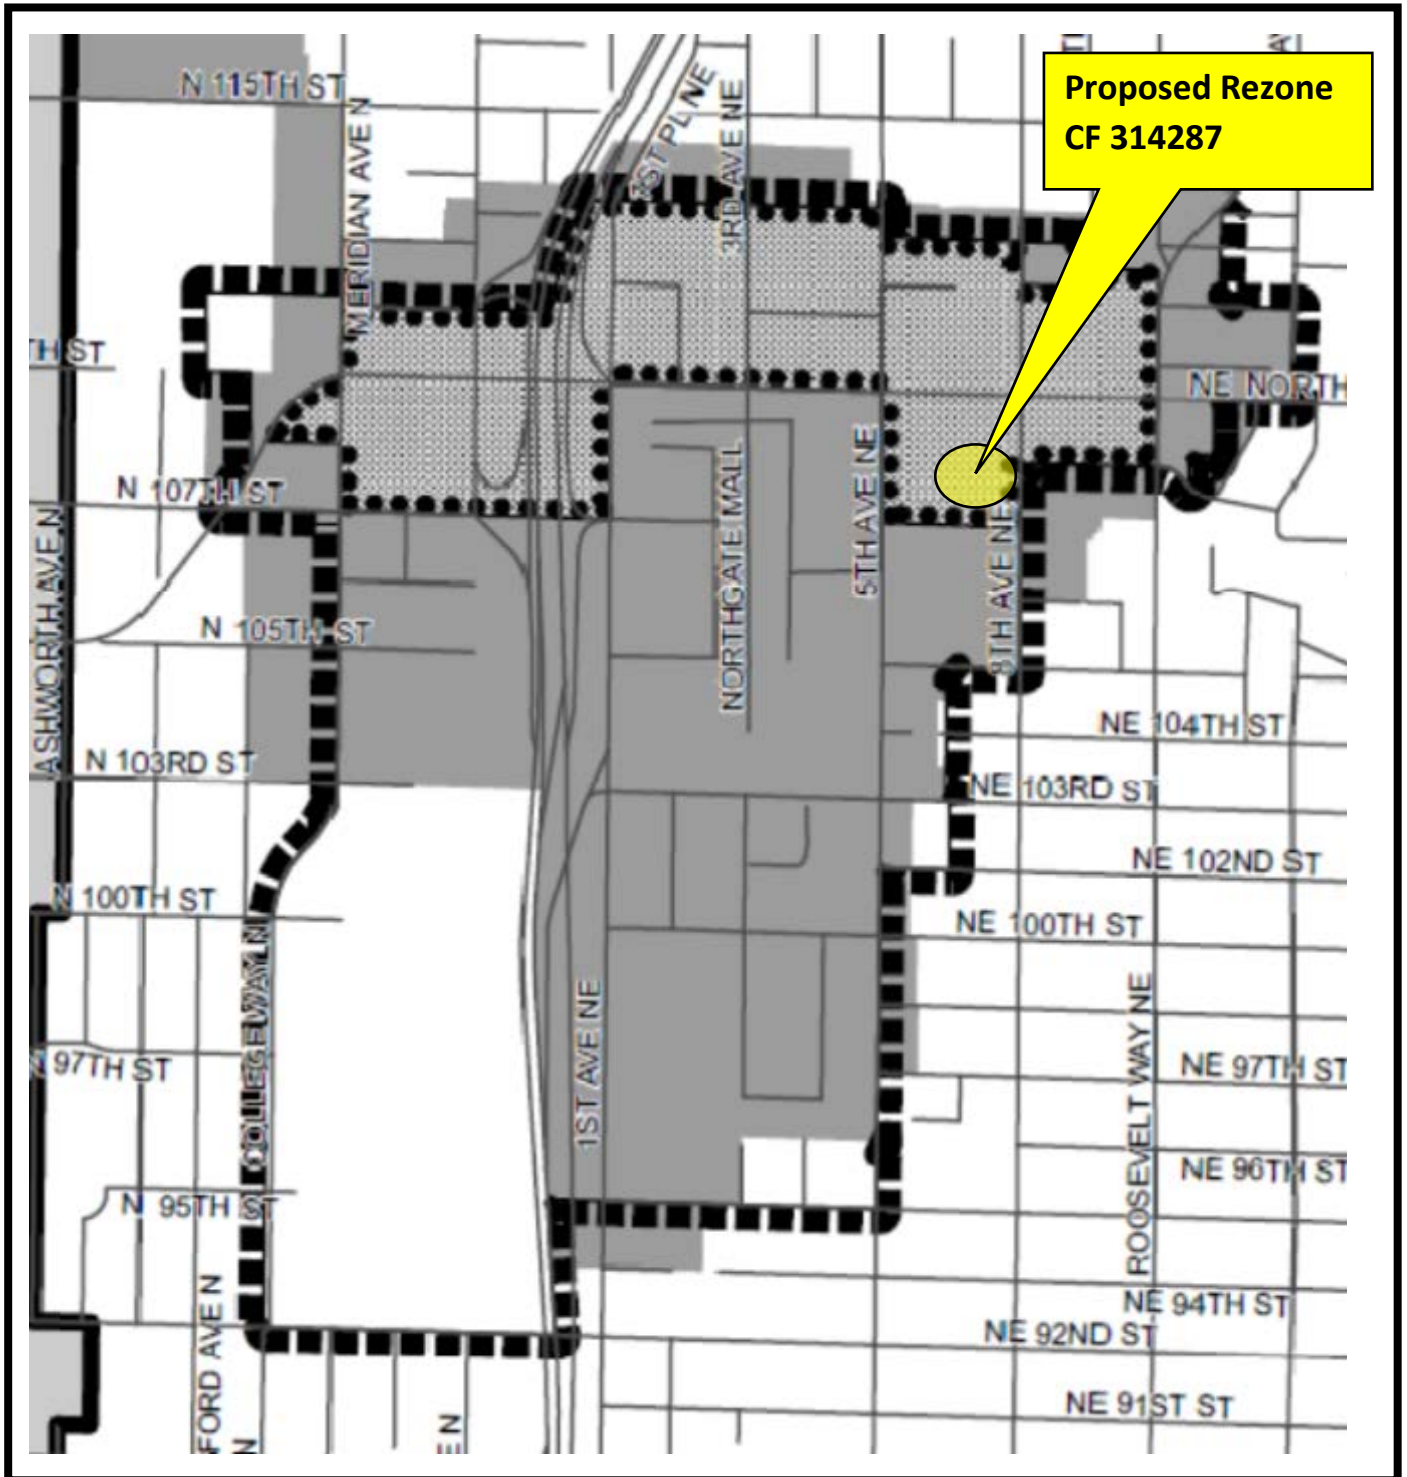 Proposed Rezone
CF 314287
N 115TH ST
MERIDIAN AVE N
1ST PL NE
3RD AVE NE
TH ST
NE NORTH
N 107TH ST
ASHWORTH AVE N
NORTHGATE MALL
5TH AVE NE
8TH AVE NE
N 105TH ST
N 103RD ST
NE 104TH ST
NE 103RD ST
NE 102ND ST
N 100TH ST
NE 100TH ST
COLLEGE WAY N
1ST AVE NE
ROOSEVELT WAY NE
N 97TH ST
NE 97TH ST
NE 96TH ST
N 95TH ST
NE 94TH ST
FORD AVE N
NE 92ND ST
NE 91ST ST
N
E N